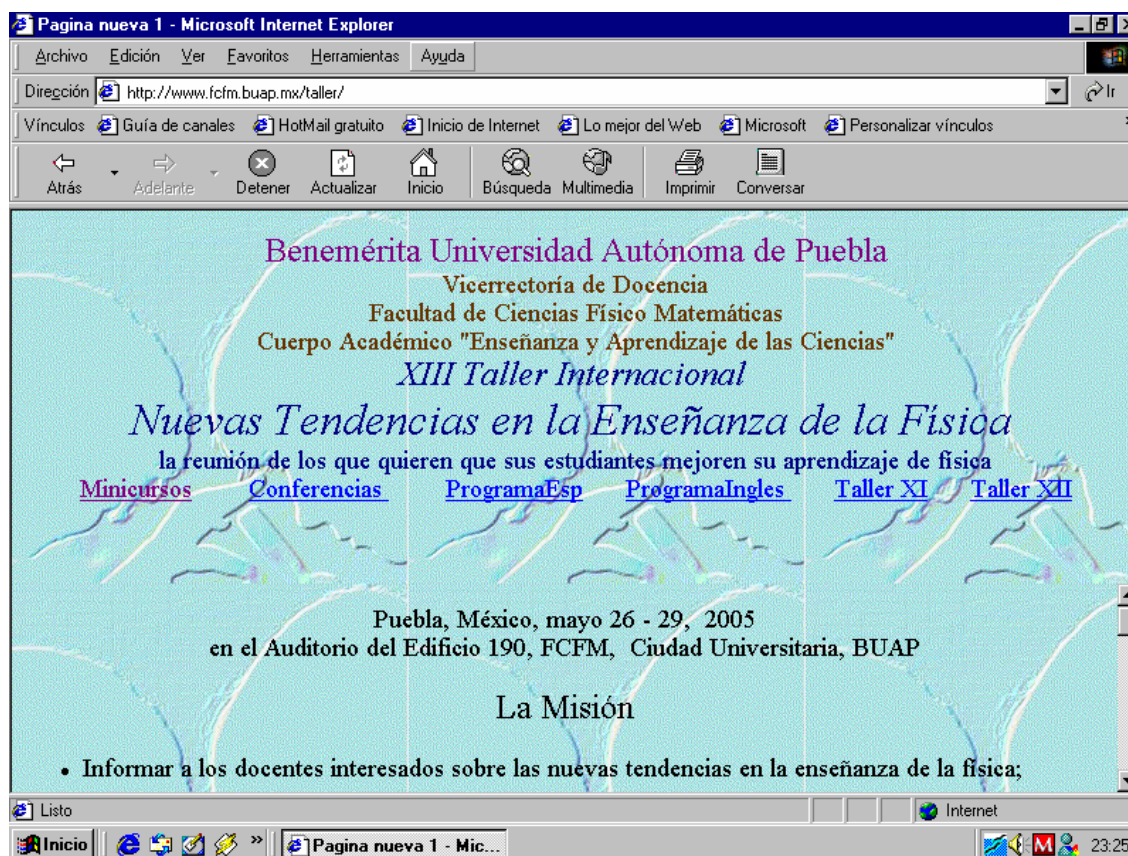 Pagina nueva 1 - Microsoft Internet Explorer
Archivo Edición Ver Favoritos Herramientas Ayuda
Dirección http://www.fcfm.buap.mx/taller/ Ir
Vínculos Guía de canales HotMail gratuito Inicio de Internet Lo mejor del Web Microsoft Personalizar vínculos
Atrás Adelante Detener Actualizar Inicio Búsqueda Multimedia Imprimir Conversar
Benemérita Universidad Autónoma de Puebla
Vicerrectoría de Docencia
Facultad de Ciencias Físico Matemáticas
Cuerpo Académico "Enseñanza y Aprendizaje de las Ciencias"
XIII Taller Internacional
Nuevas Tendencias en la Enseñanza de la Física
la reunión de los que quieren que sus estudiantes mejoren su aprendizaje de física
Minicursos Conferencias ProgramaEsp ProgramaIngles Taller XI Taller XII
Puebla, México, mayo 26 - 29, 2005
en el Auditorio del Edificio 190, FCFM, Ciudad Universitaria, BUAP
La Misión
• Informar a los docentes interesados sobre las nuevas tendencias en la enseñanza de la física;
Listo Internet
Inicio » Pagina nueva 1 - Mic... M 23:25